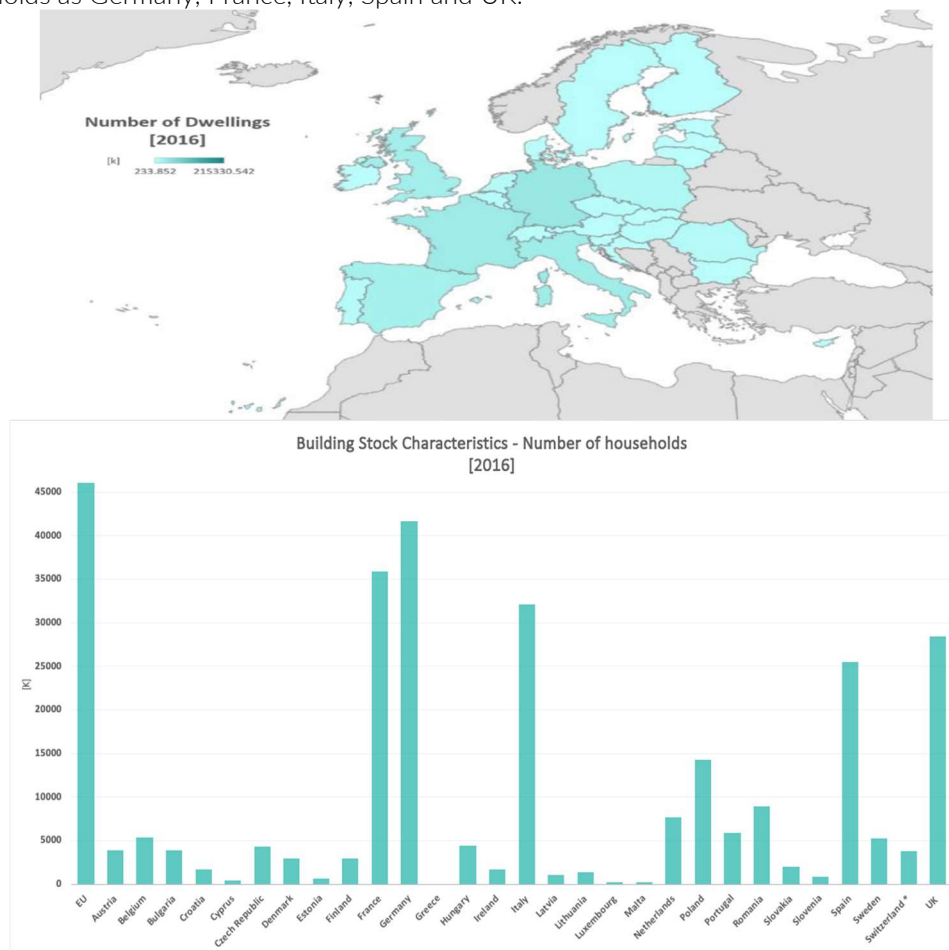 olds as Germany, France, Italy, Spain and UK.
Number of Dwellings
[2016]
[k]
233.852 215330.542
Building Stock Characteristics - Number of households
[2016]
45000
40000
35000
30000
25000
20000
15000
10000
5000
0
[K]
EU
Austria
Belgium
Bulgaria
Croatia
Cyprus
Czech Republic
Denmark
Estonia
Finland
France
Germany
Greece
Hungary
Ireland
Italy
Latvia
Lithuania
Luxembourg
Malta
Netherlands
Poland
Portugal
Romania
Slovakia
Slovenia
Spain
Sweden
Switzerland *
UK